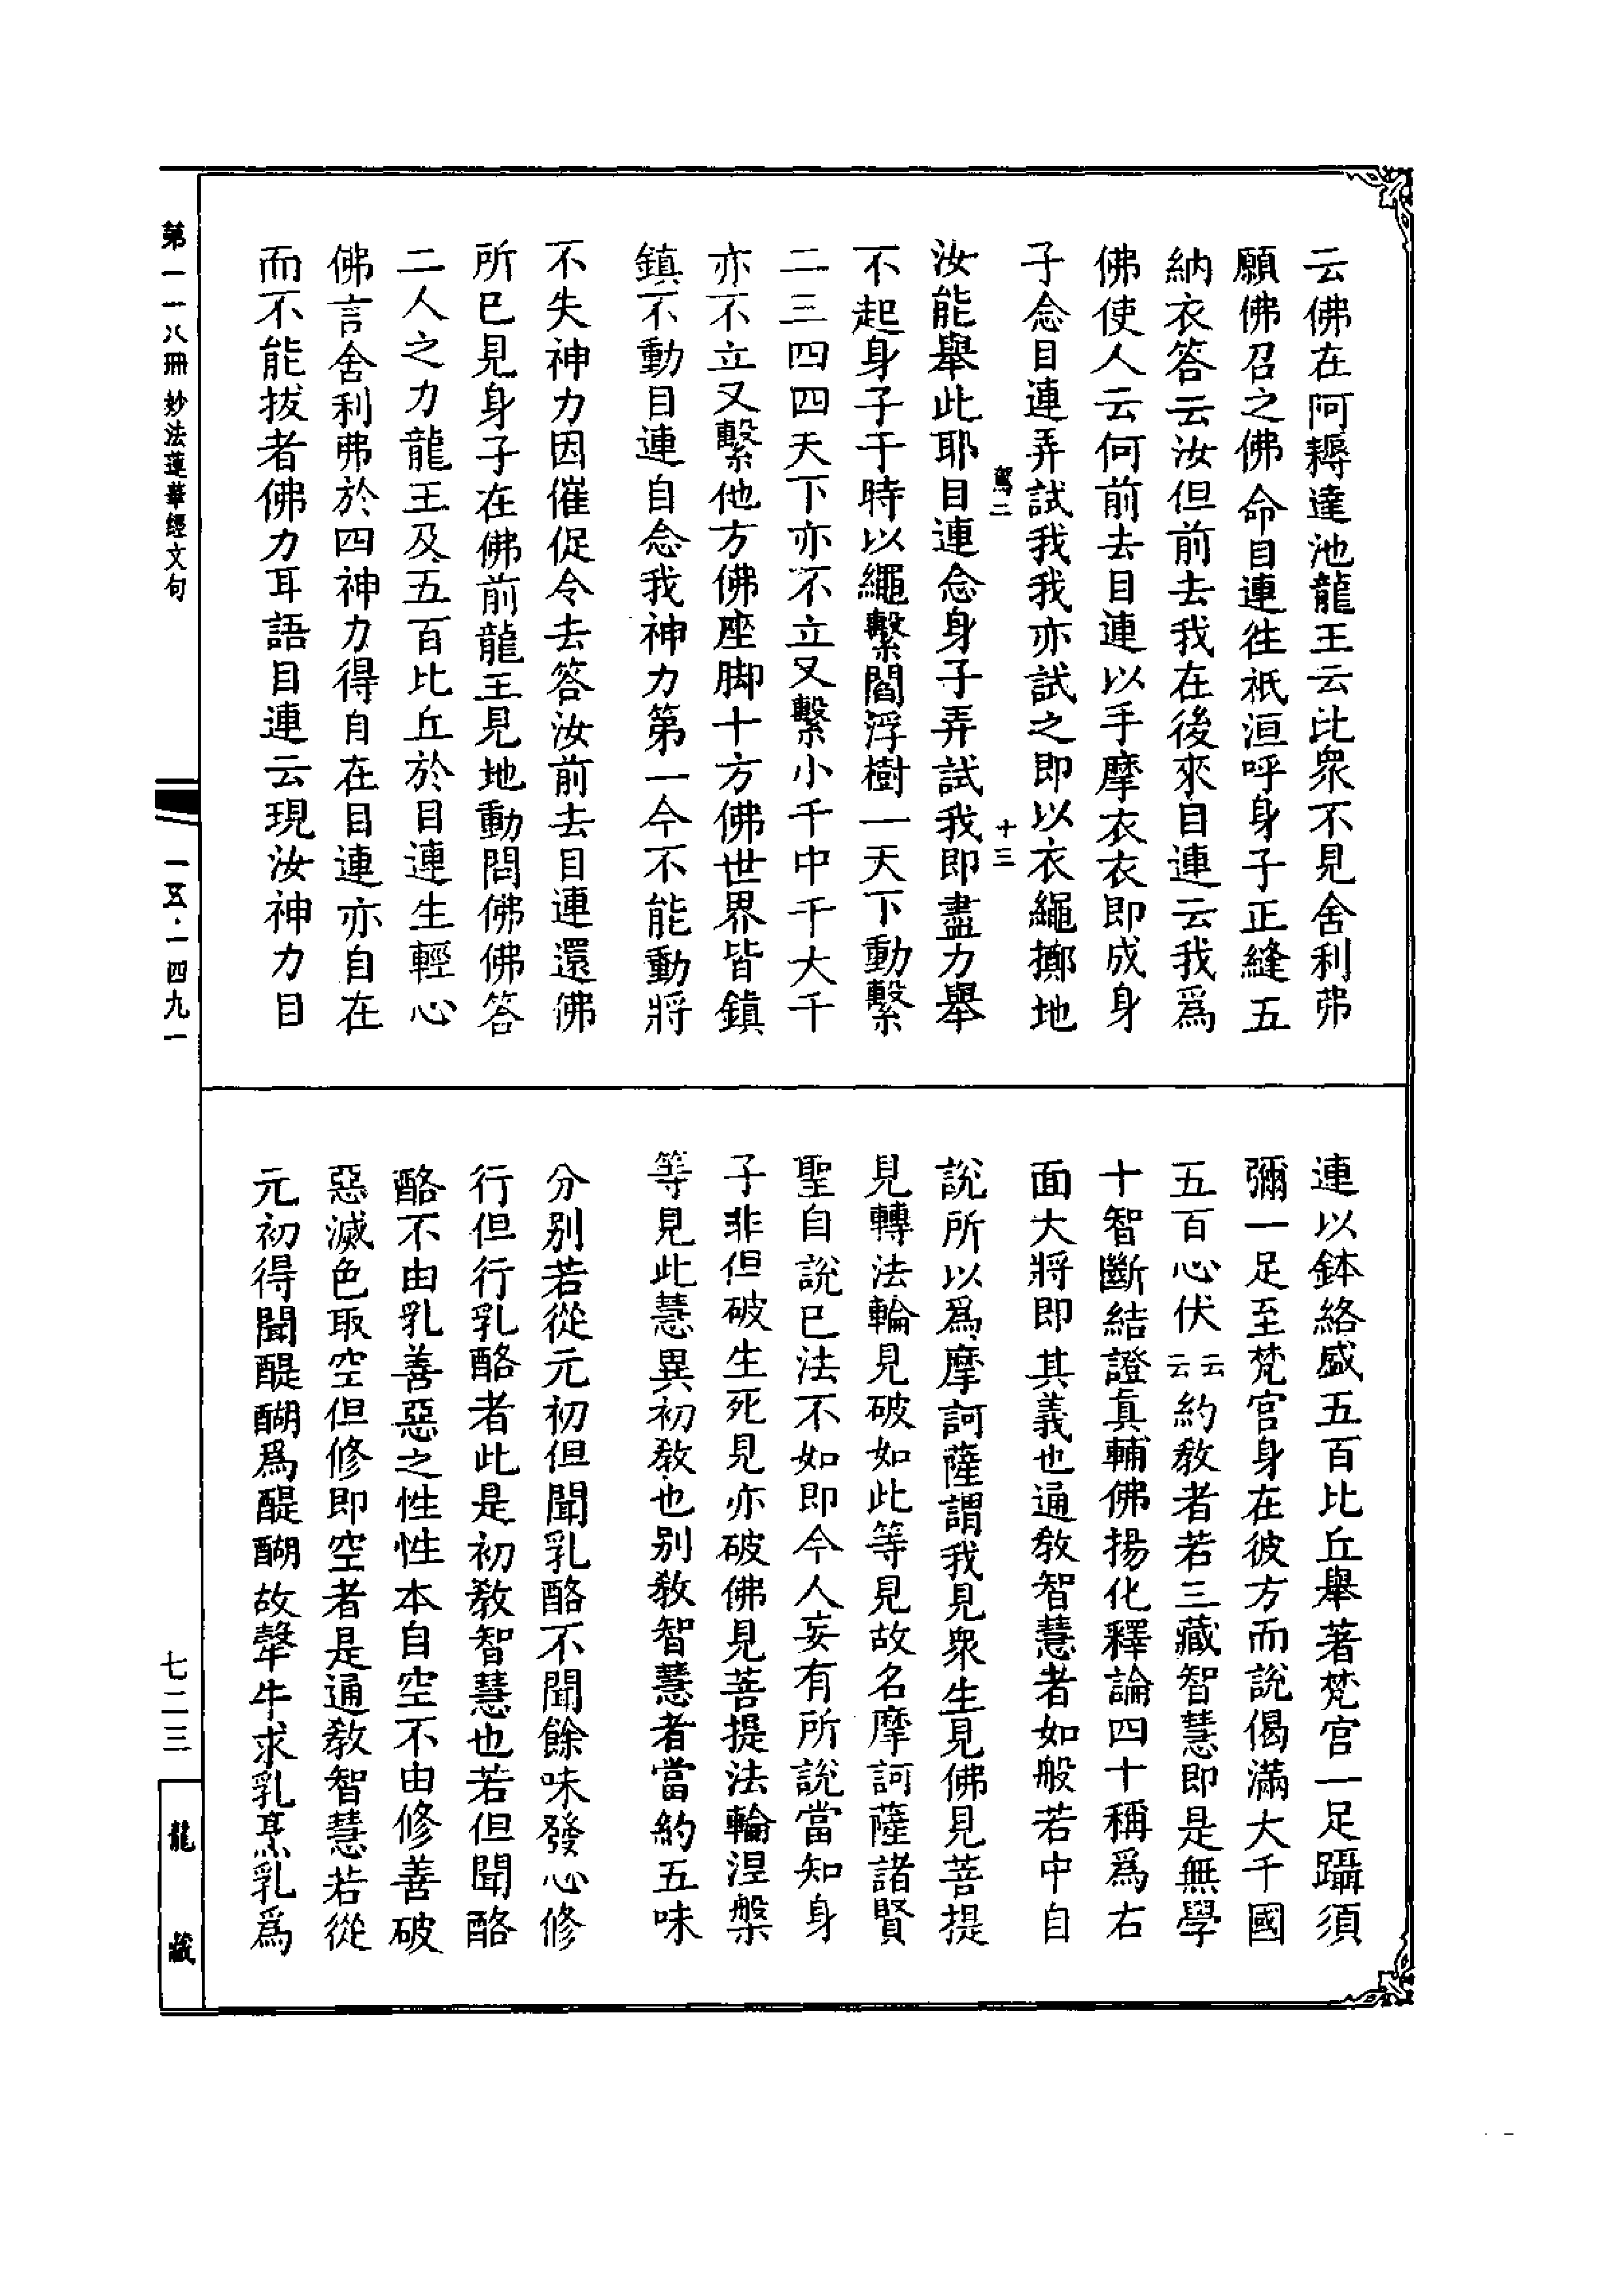 云佛在阿耨達池龍王云比眾不見舍利弗
願佛召之佛命目連往祇洹呼身子正縫五
納衣答云汝但前去我在後來目連云我爲
佛使人云何前去目連以手摩衣衣即成身
子念目連弄試我我亦試之即以衣繩擲地
駕二 十三
汝能舉此耶目連念身子弄試我即盡力舉
不起身子于時以繩繫閻浮樹一天下動繫
二三四四天下亦不立又繫小千中千大千
亦不立又繫他方佛座脚十方佛世界皆鎮
鎮不動目連自念我神力第一今不能動將
不失神力因催促令去答汝前去目連還佛
所已見身子在佛前龍王見地動問佛佛答
二人之力龍王及五百比丘於目連生輕心
佛言舍利弗於四神力得自在目連亦自在
而不能拔者佛力耳語目連云現汝神力目
連以鉢絡盛五百比丘舉著梵宮一足躡須
彌一足至梵宮身在彼方而說偈滿大千國
五百心伏云云約教者若三藏智慧即是無學
十智斷結證真輔佛揚化釋論四十稱爲右
面大將即其義也通教智慧者如般若中自
說所以爲摩訶薩謂我見衆生見佛見菩提
見轉法輪見破如此等見故名摩訶薩諸賢
聖自說已法不如即今人妄有所說當知身
子非但破生死見亦破佛見菩提法輪涅槃
等見此慧異初教也別教智慧者當約五味
分別若從元初但聞乳酪不聞餘味發心修
行但行乳酪者此是初教智慧也若但聞酪
酪不由乳善惡之性性本自空不由修善破
惡滅色取空但修即空者是通教智慧若從
元初得聞醍醐爲醍醐故犛牛求乳烹乳爲
第一一八冊 妙法蓮華經文句
一五·一四九一
七二三
龍藏